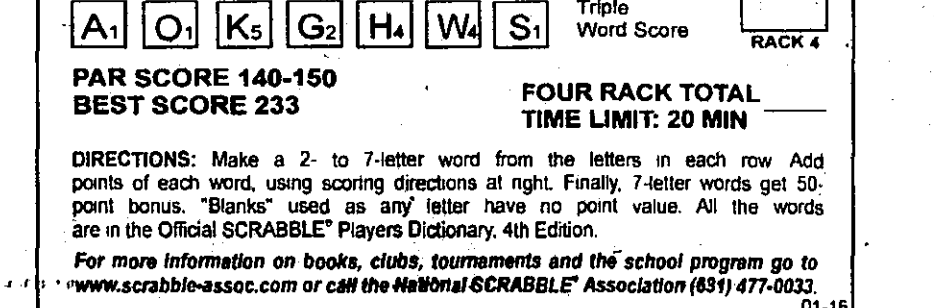 A1 O1 K5 G2 H4 W4 S1 Triple
Word Score
RACK 4
PAR SCORE 140-150
BEST SCORE 233
FOUR RACK TOTAL
TIME LIMIT: 20 MIN
DIRECTIONS: Make a 2- to 7-letter word from the letters in each row Add
points of each word, using scoring directions at right. Finally, 7-letter words get 50-
point bonus. "Blanks" used as any letter have no point value. All the words
are in the Official SCRABBLE® Players Dictionary, 4th Edition.
For more information on books, clubs, tournaments and the school program go to
www.scrabble-assoc.com or call the National SCRABBLE® Association (631) 477-0033.
01-15